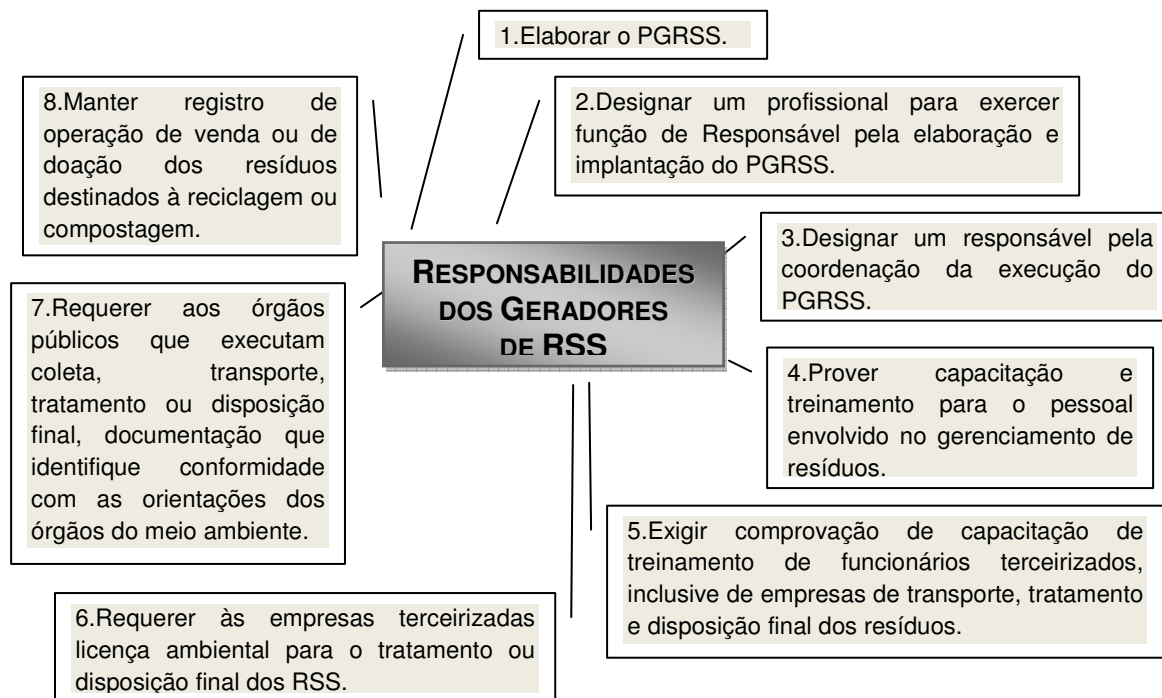 RESPONSABILIDADES
DOS GERADORES
DE RSS
1.Elaborar o PGRSS.
2.Designar um profissional para exercer
função de Responsável pela elaboração e
implantação do PGRSS.
3.Designar um responsável pela
coordenação da execução do
PGRSS.
4.Prover capacitação e
treinamento para o pessoal
envolvido no gerenciamento de
resíduos.
5.Exigir comprovação de capacitação de
treinamento de funcionários terceirizados,
inclusive de empresas de transporte, tratamento
e disposição final dos resíduos.
6.Requerer às empresas terceirizadas
licença ambiental para o tratamento ou
disposição final dos RSS.
7.Requerer aos órgãos
públicos que executam
coleta, transporte,
tratamento ou disposição
final, documentação que
identifique conformidade
com as orientações dos
órgãos do meio ambiente.
8.Manter registro de
operação de venda ou de
doação dos resíduos
destinados à reciclagem ou
compostagem.